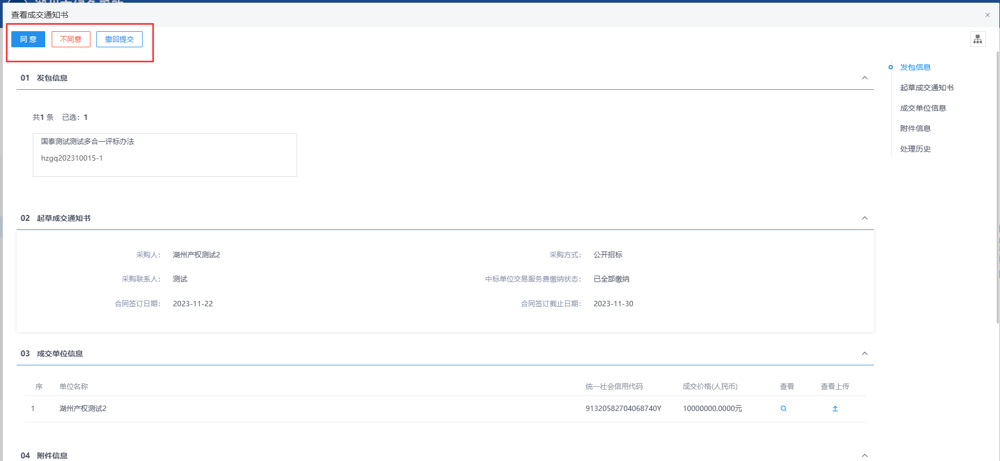 查看成交通知书
×
同 意 不同意 撤回提交
01 发包信息
共1 条 已选：1
国泰测试测试多合一评标办法
hzgq202310015-1
02 起草成交通知书
采购人： 湖州产权测试2 采购方式： 公开招标
采购联系人： 测试 中标单位交易服务费缴纳状态： 已全部缴纳
合同签订日期： 2023-11-22 合同签订截止日期： 2023-11-30
03 成交单位信息
序 单位名称 统一社会信用代码 成交价格(人民币) 查看 查看上传
1 湖州产权测试2 91320582704068740Y 10000000.0000元
04 附件信息
发包信息
起草成交通知书
成交单位信息
附件信息
处理历史